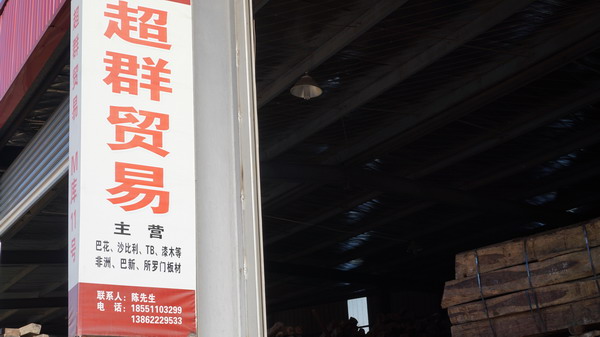 超群贸易 M库11号
超群贸易
主营
巴花、沙比利、TB、漆木等
非洲、巴新、所罗门板材
联系人：陈先生
电 话：18551103299
13862229533